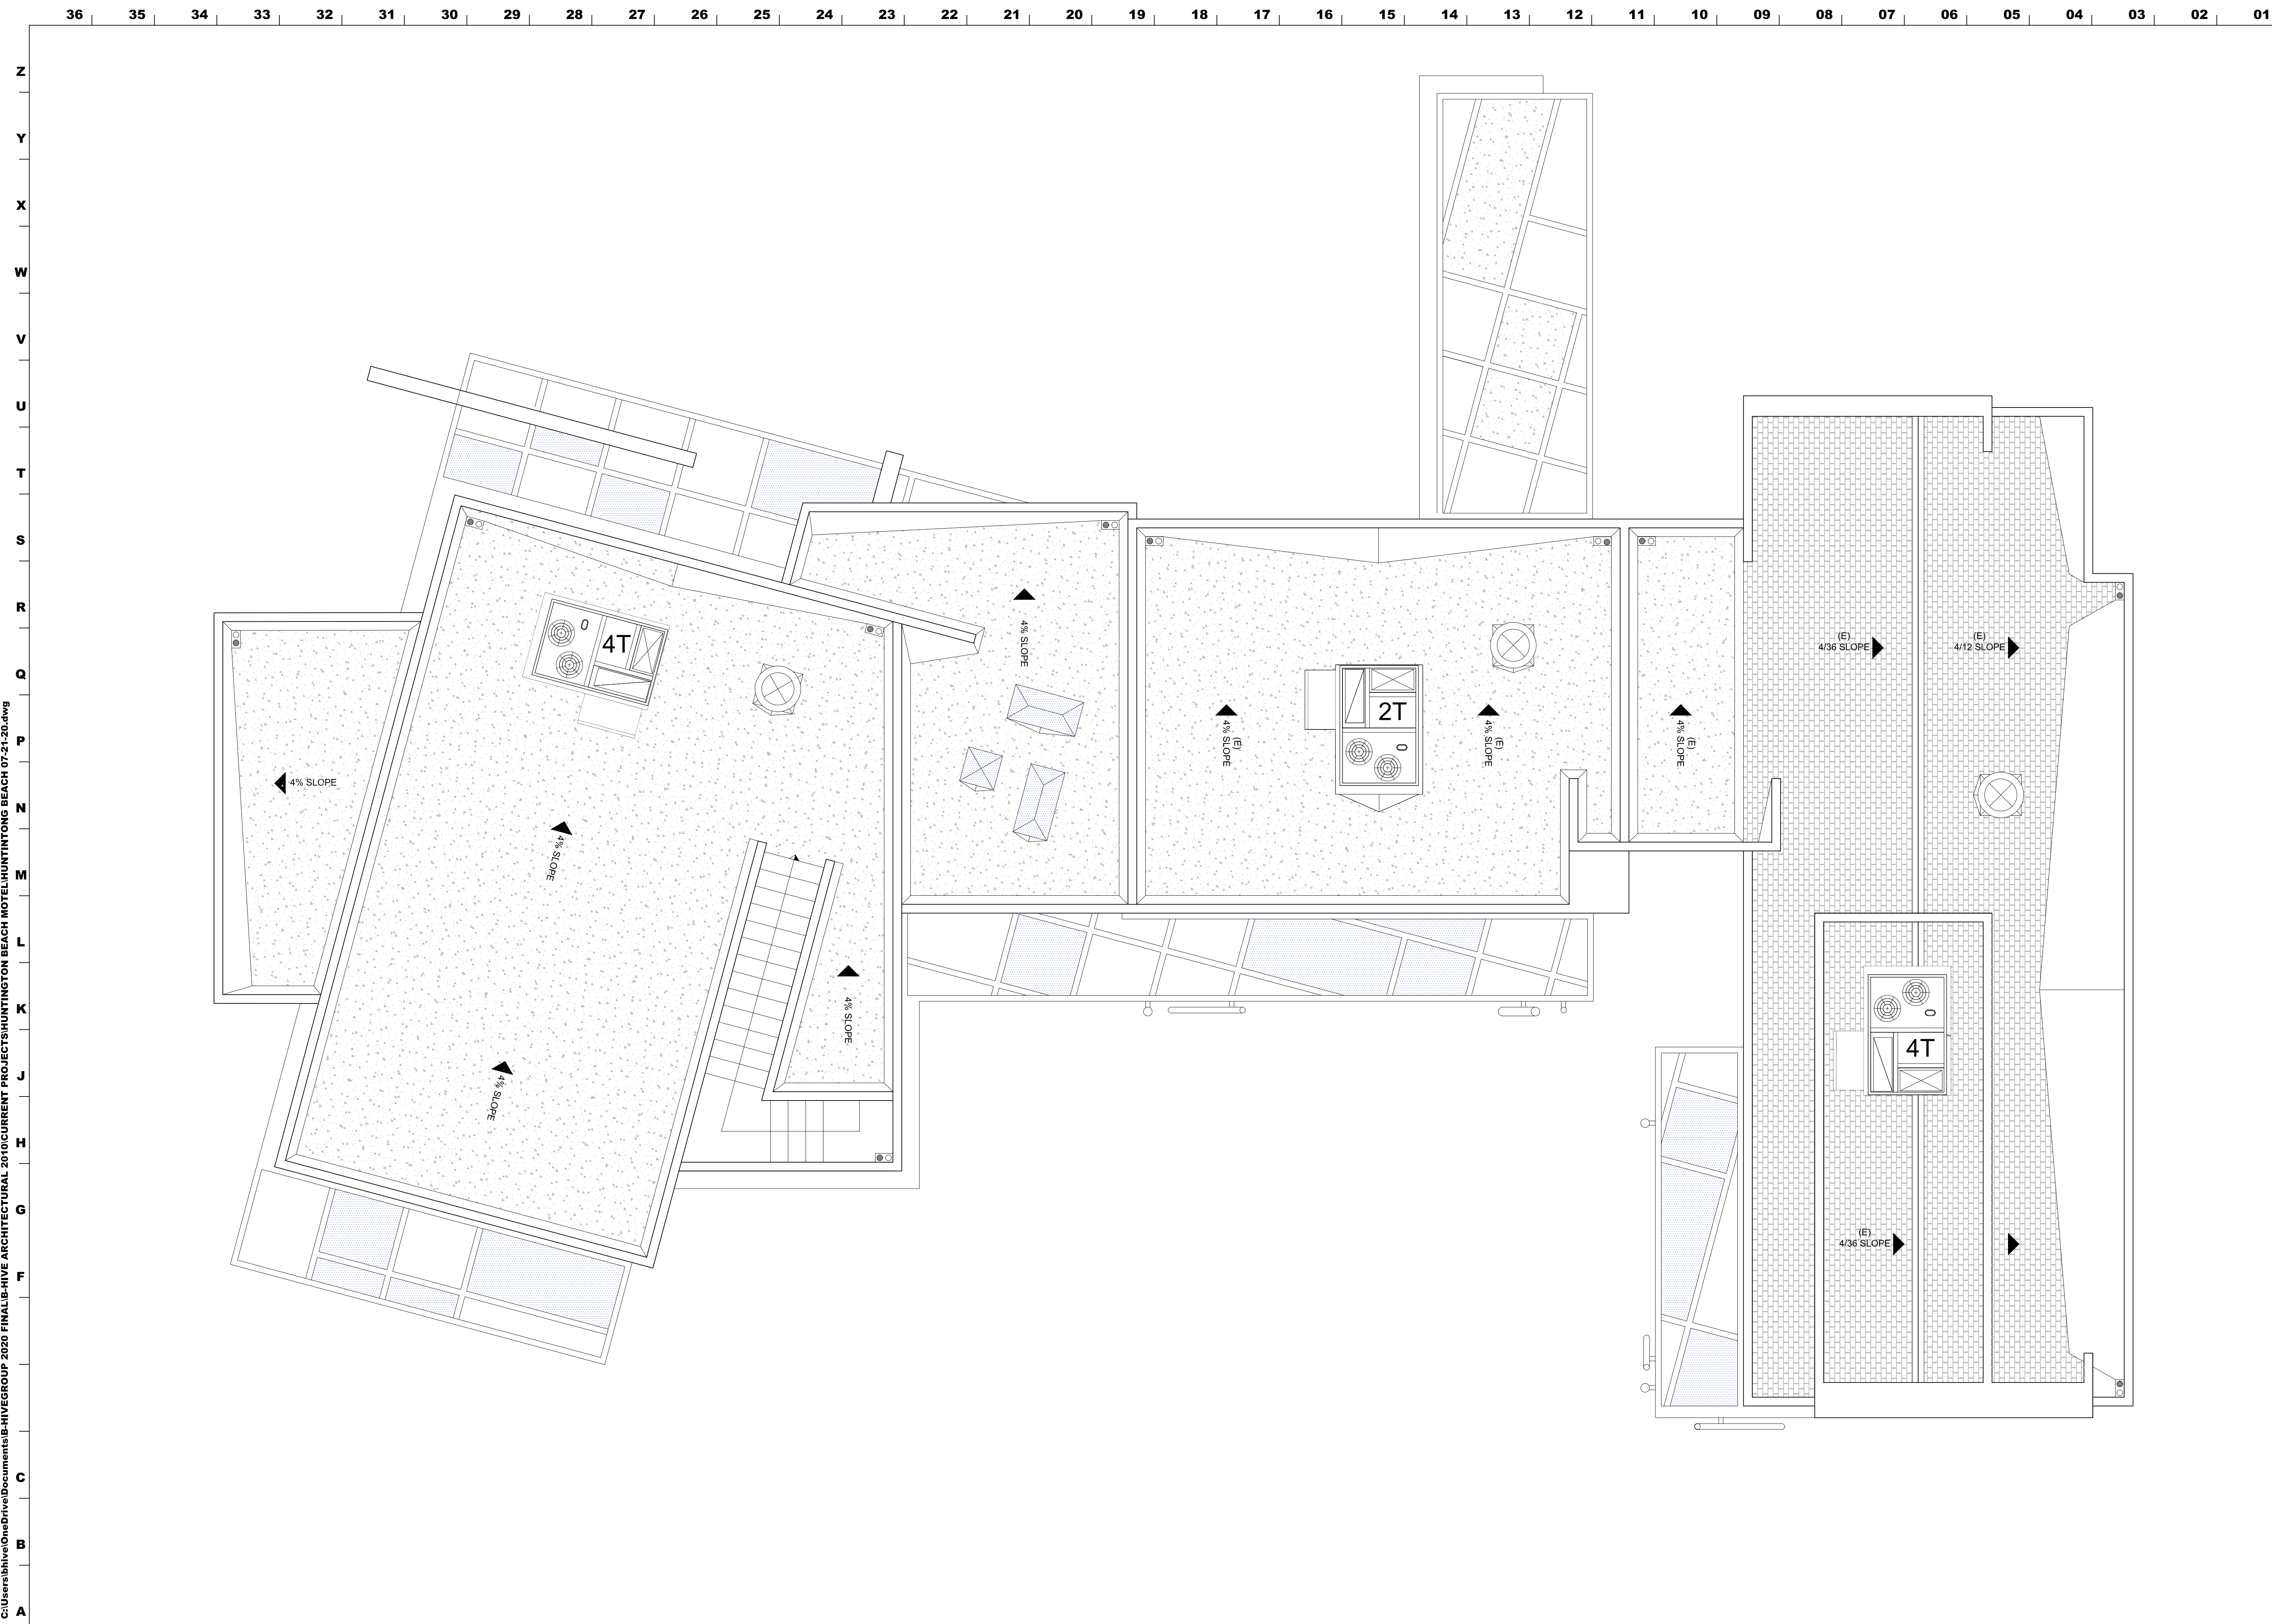 36 35 34 33 32 31 30 29 28 27 26 25 24 23 22 21 20 19 18 17 16 15 14 13 12 11 10 09 08 07 06 05 04 03 02 01
Z
Y
X
W
V
U
T
S
R
Q
P
N
M
L
K
J
H
G
F
C
B
A
C:\Users\bhive\OneDrive\Documents\B-HIVEGROUP 2020 FINAL\B-HIVE ARCHITECTURAL 2010\CURRENT PROJECTS\HUNTINGTON BEACH MOTEL\HUNTINTONG BEACH 07-21-20.dwg
4% SLOPE
4T
4% SLOPE
4% SLOPE
4% SLOPE
4% SLOPE
(E)
4% SLOPE
2T
(E)
4% SLOPE
(E)
4% SLOPE
(E)
4/36 SLOPE
(E)
4/12 SLOPE
4T
(E)
4/36 SLOPE